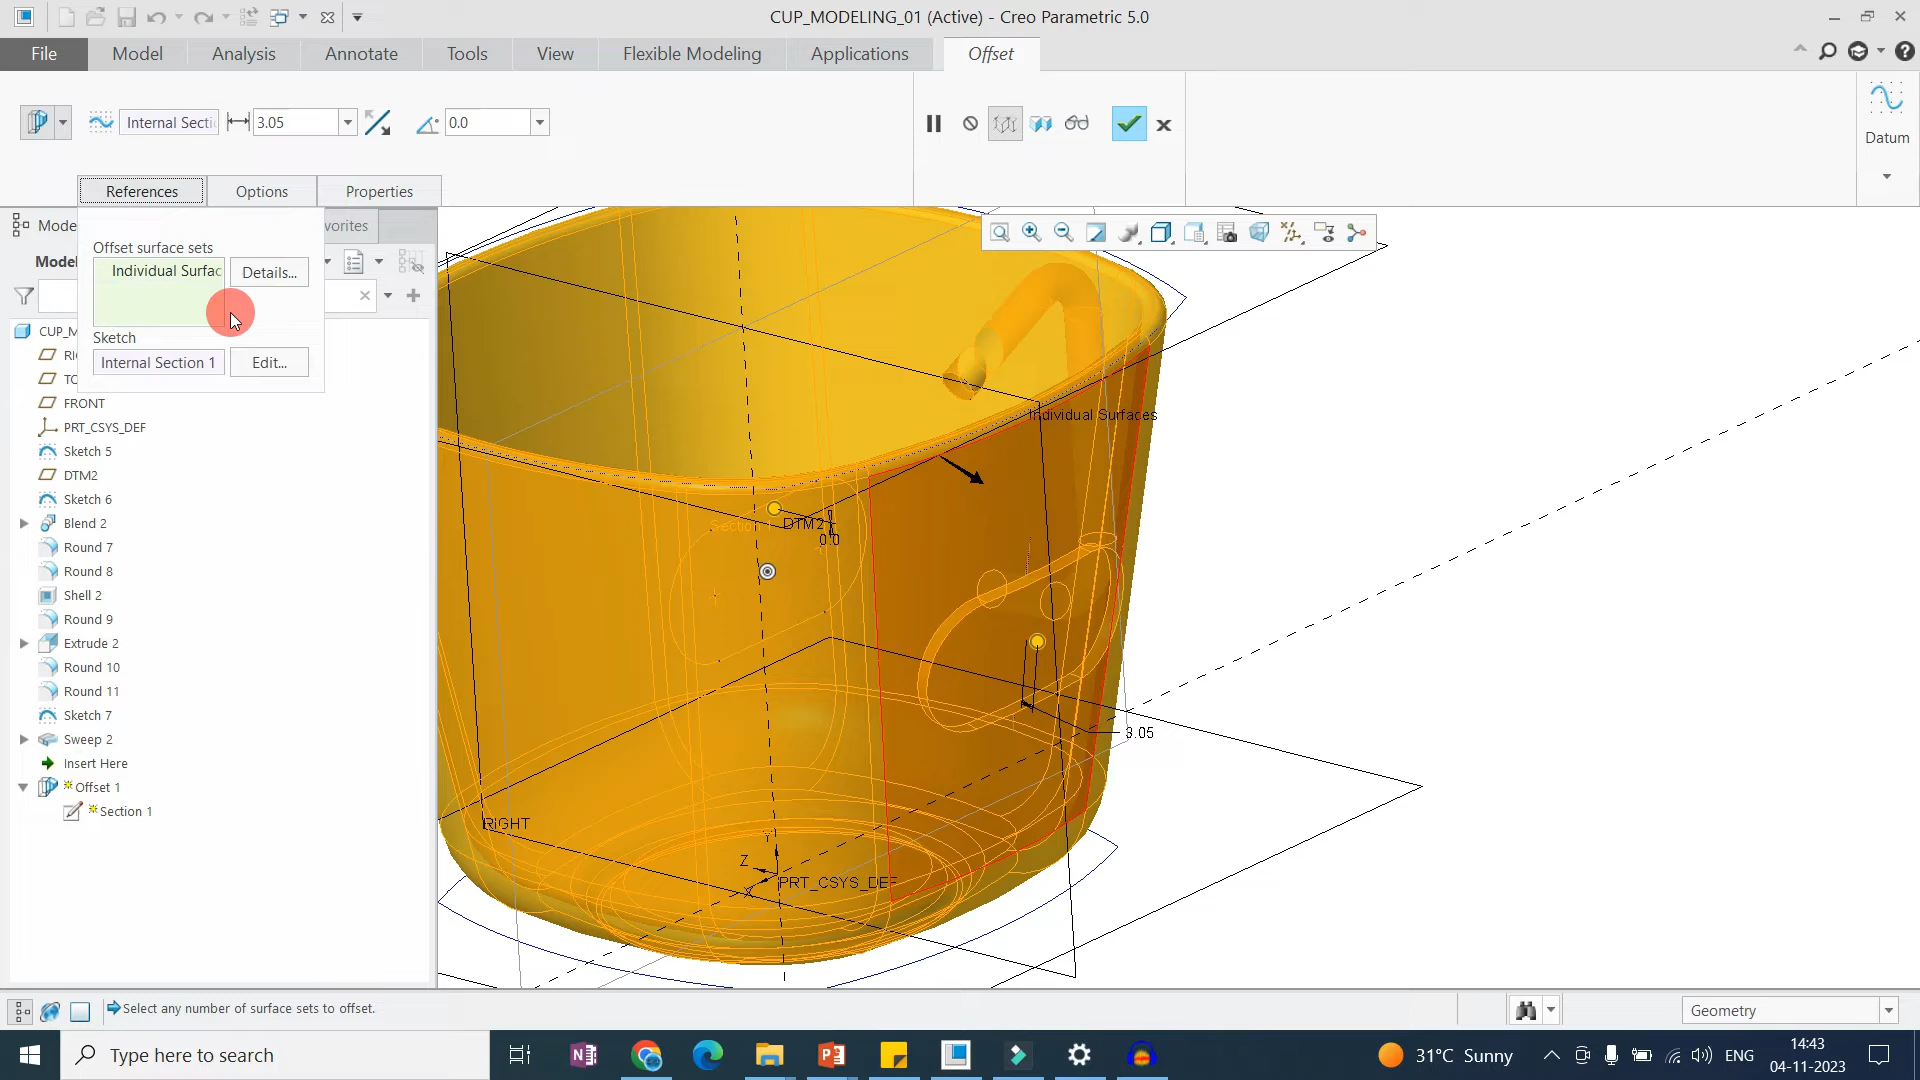 CUP_MODELING_01 (Active) - Creo Parametric 5.0
File
Model
Analysis
Annotate
Tools
View
Flexible Modeling
Applications
Offset
Internal Secti
3.05
0.0
Datum
References
Options
Properties
Mode
vorites
Offset surface sets
Individual Surfac
Details...
Model
Sketch
Internal Section 1
Edit...
CUP_M
RI
TO
FRONT
PRT_CSYS_DEF
Sketch 5
DTM2
Sketch 6
Blend 2
Round 7
Round 8
Shell 2
Round 9
Extrude 2
Round 10
Round 11
Sketch 7
Sweep 2
Insert Here
Offset 1
Section 1
Individual Surfaces
Section
DTM2
0.0
3.05
RIGHT
Y
Z
X
PRT_CSYS_DEF
Select any number of surface sets to offset.
Geometry
Type here to search
31°C Sunny
ENG
14:43
04-11-2023